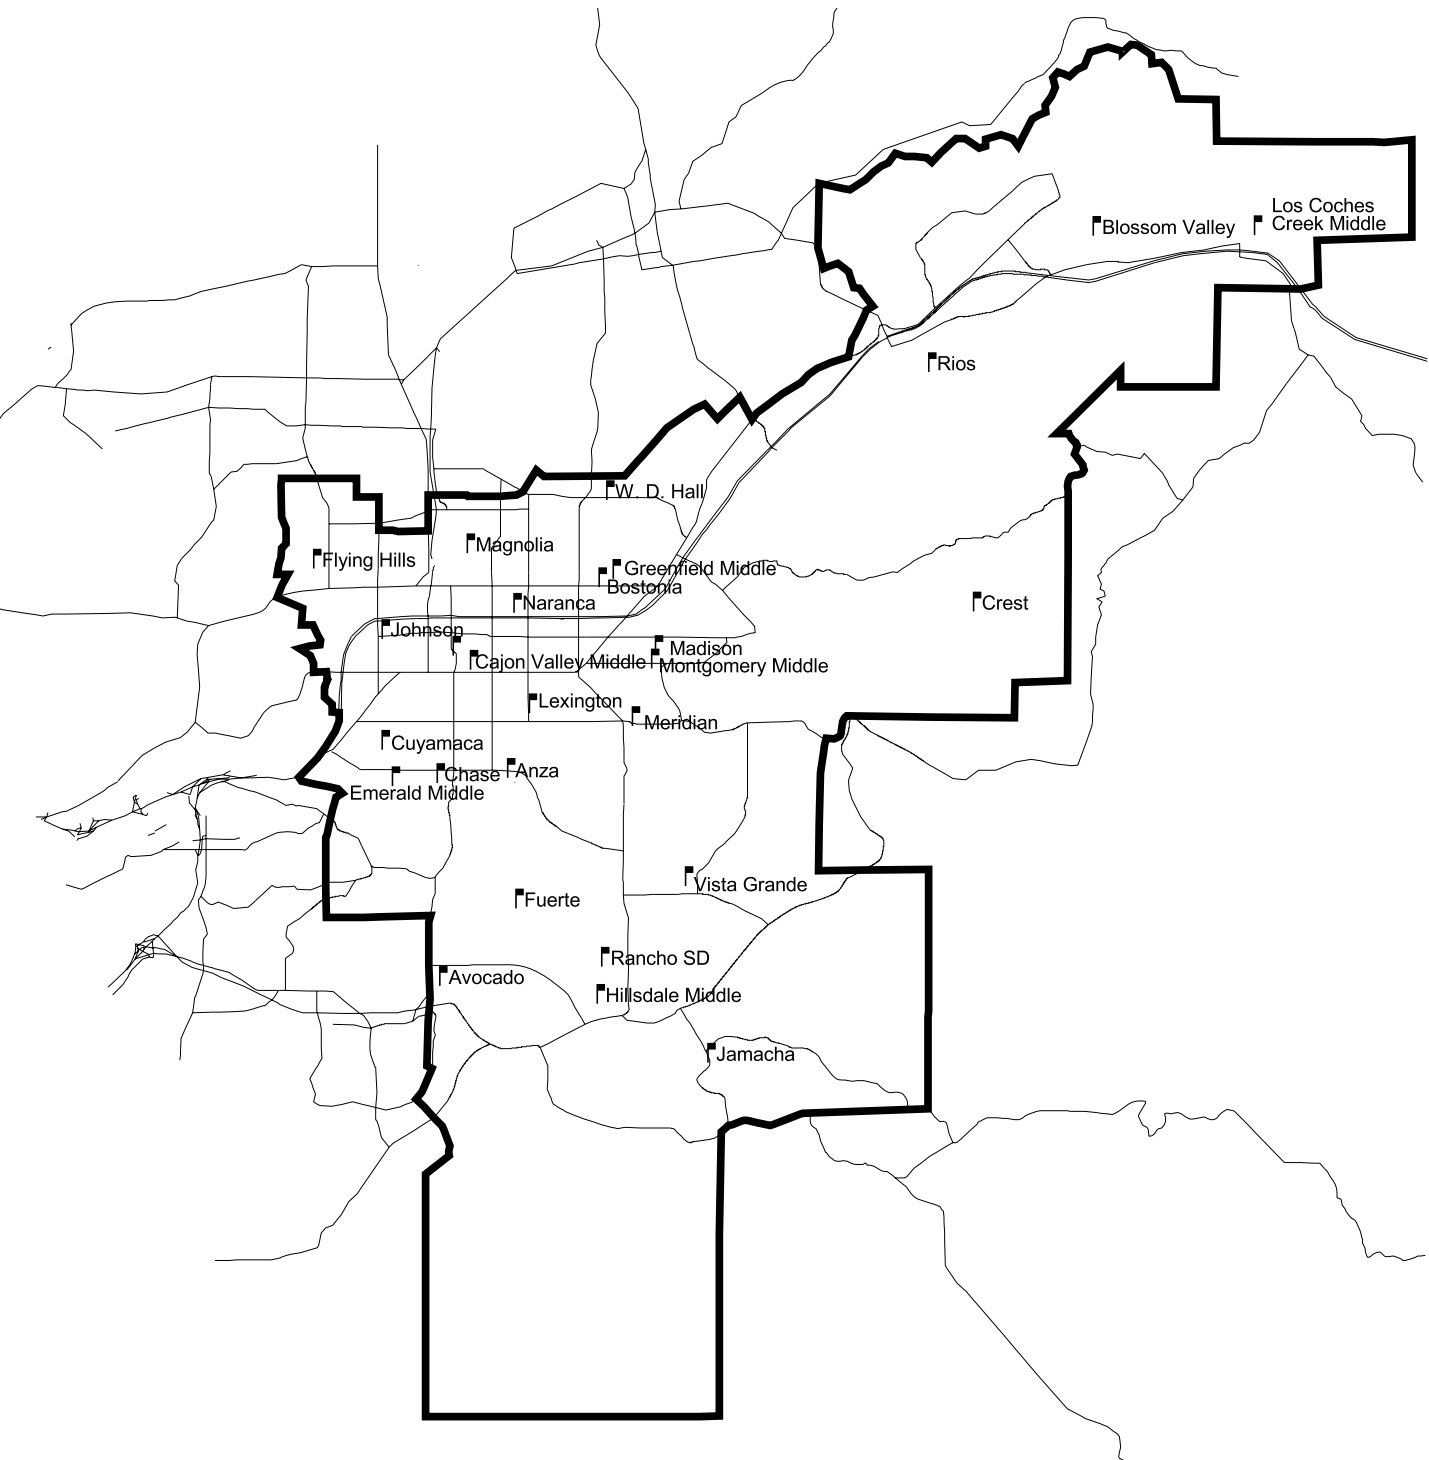 Los Coches
Creek Middle
Blossom Valley
Rios
W. D. Hall
Magnolia
Flying Hills
Greenfield Middle
Bostonia
Naranca
Crest
Johnson
Madison
Cajon Valley Middle
Montgomery Middle
Lexington
Meridian
Cuyamaca
Anza
Chase
Emerald Middle
Vista Grande
Fuerte
Rancho SD
Avocado
Hillsdale Middle
Jamacha